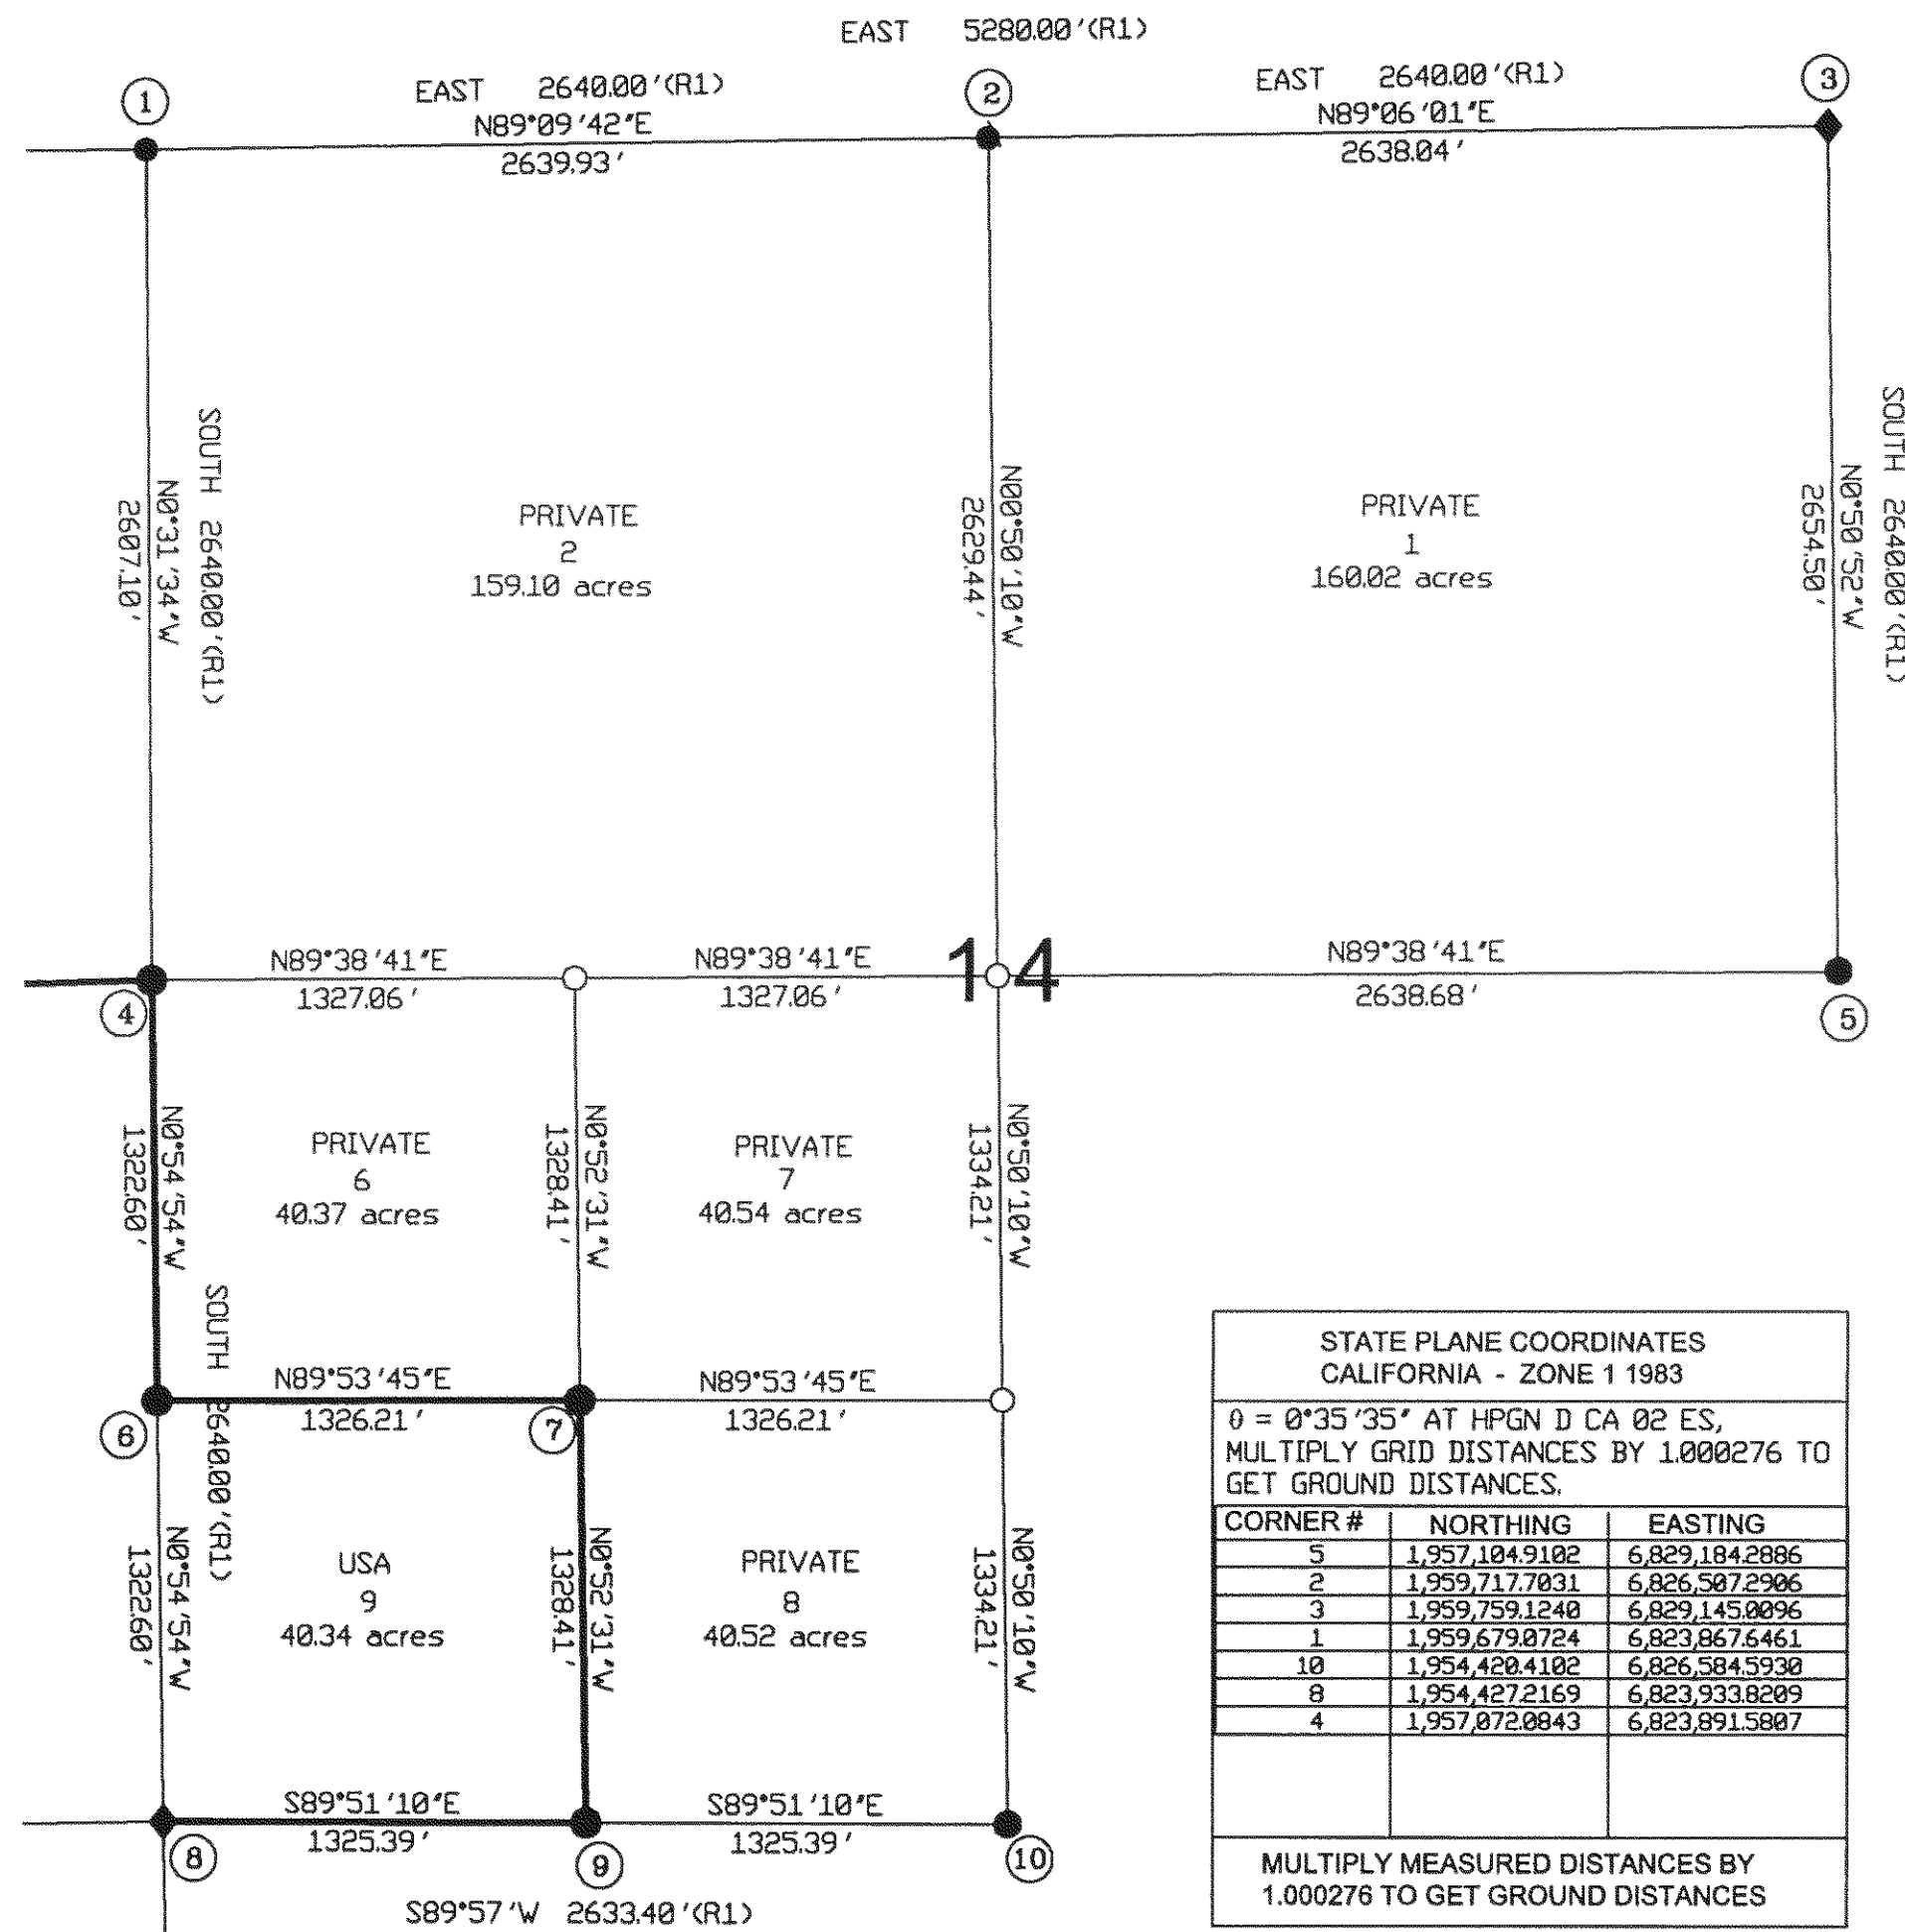 EAST 5280.00'(R1)
EAST 2640.00'(R1)
EAST 2640.00'(R1)
1
2
3
N89°09'42"E
2639.93'
N89°06'01"E
2638.04'
SOUTH 2640.00'(R1)
N0°31'34"W
2607.10'
PRIVATE
2
159.10 acres
N00°50'10"W
2629.44'
PRIVATE
1
160.02 acres
SOUTH 2640.00'(R1)
N0°50'52"W
2654.50'
N89°38'41"E
1327.06'
N89°38'41"E
1327.06'
14
N89°38'41"E
2638.68'
4
5
N0°54'54"W
1322.60'
PRIVATE
6
40.37 acres
N0°52'31"W
1328.41'
PRIVATE
7
40.54 acres
N0°50'10"W
1334.21'
SOUTH 2640.00'(R1)
N89°53'45"E
1326.21'
N89°53'45"E
1326.21'
6
7
N0°54'54"W
1322.60'
USA
9
40.34 acres
N0°52'31"W
1328.41'
PRIVATE
8
40.52 acres
N0°50'10"W
1334.21'
S89°51'10"E
1325.39'
S89°51'10"E
1325.39'
8
9
10
S89°57'W 2633.40'(R1)
STATE PLANE COORDINATES
CALIFORNIA - ZONE 1 1983
θ = 0°35'35" AT HPGN D CA 02 ES,
MULTIPLY GRID DISTANCES BY 1.000276 TO
GET GROUND DISTANCES.
CORNER # NORTHING EASTING
5 1,957,104.9102 6,829,184.2886
2 1,959,717.7031 6,826,507.2906
3 1,959,759.1240 6,829,145.0096
1 1,959,679.0724 6,823,867.6461
10 1,954,420.4102 6,826,584.5930
8 1,954,427.2169 6,823,933.8209
4 1,957,072.0843 6,823,891.5807
MULTIPLY MEASURED DISTANCES BY
1.000276 TO GET GROUND DISTANCES